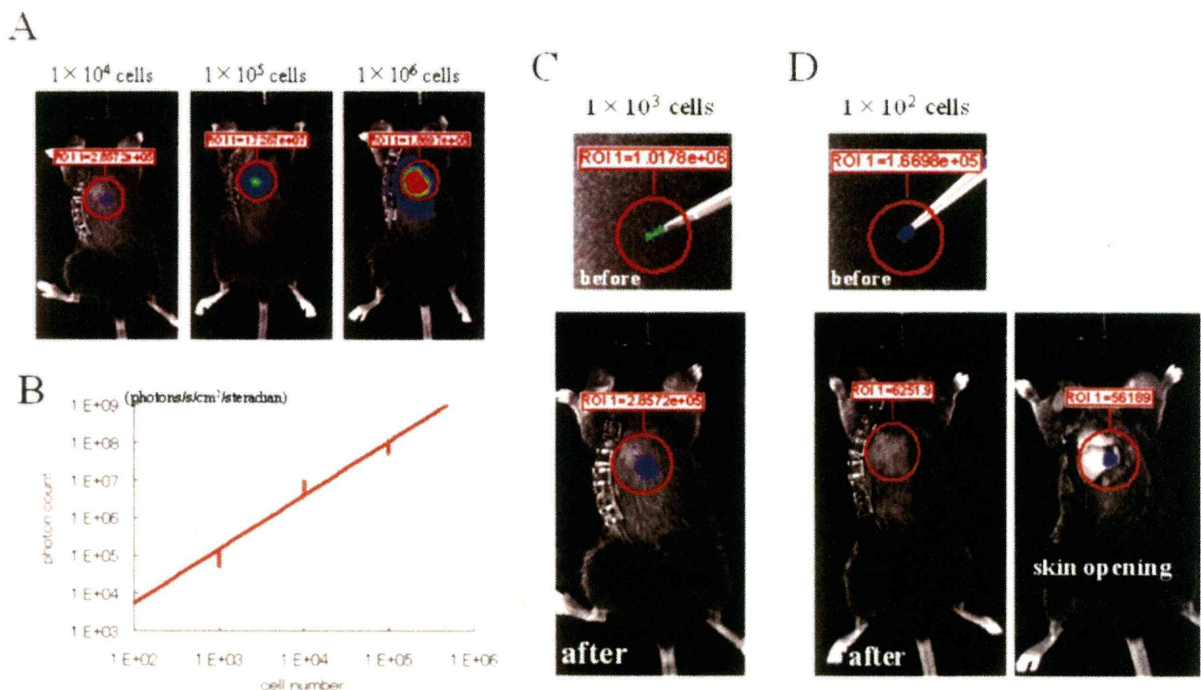 A
1 × 10⁴ cells
1 × 10⁵ cells
1 × 10⁶ cells
B
(photons/s/cm²/steradian)
photon count
1 E+09
1 E+08
1 E+07
1 E+06
1 E+05
1 E+04
1 E+03
1 E+02
1 E+03
1 E+04
1 E+05
1 E+06
cell number
C
1 × 10³ cells
ROI 1=1.0178e+06
before
ROI 1=2.8572e+05
after
D
1 × 10² cells
ROI 1=1.6698e+05
before
ROI 1=6251.9
after
ROI 1=56189
skin opening